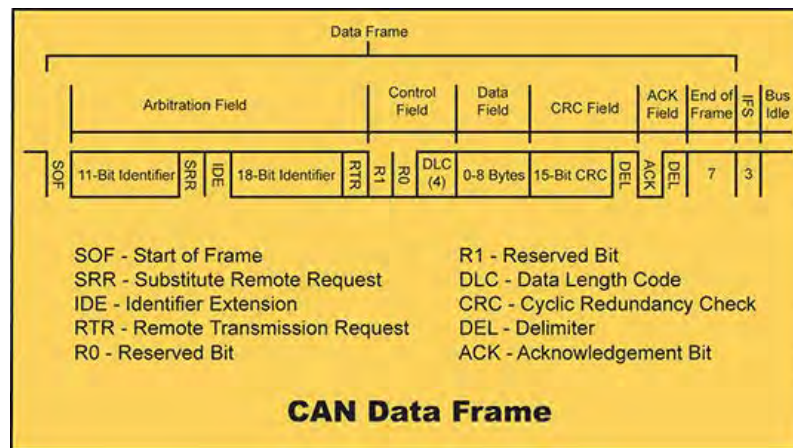 Data Frame
Arbitration Field
Control Field
Data Field
CRC Field
ACK Field
End of Frame
IFS
Bus Idle
SOF
11-Bit Identifier
SRR
IDE
18-Bit Identifier
RTR
R1
R0
DLC (4)
0-8 Bytes
15-Bit CRC
DEL
ACK
DEL
7
3
SOF - Start of Frame
SRR - Substitute Remote Request
IDE - Identifier Extension
RTR - Remote Transmission Request
R0 - Reserved Bit
R1 - Reserved Bit
DLC - Data Length Code
CRC - Cyclic Redundancy Check
DEL - Delimiter
ACK - Acknowledgement Bit
CAN Data Frame